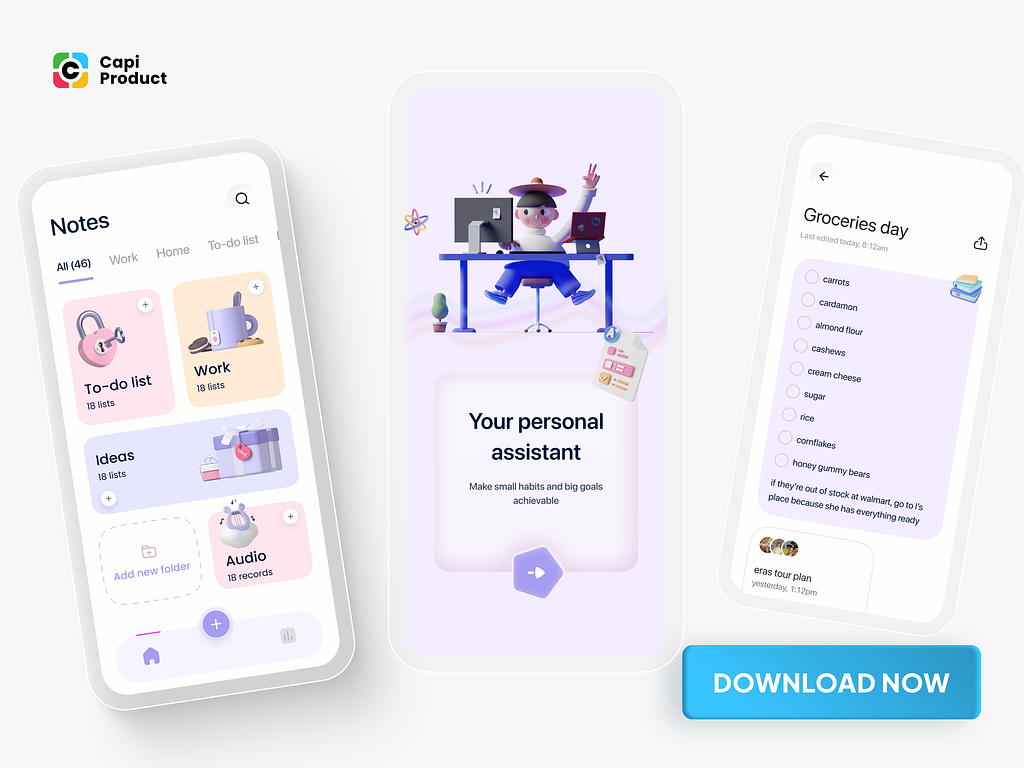 Capi
Product
Notes
All (46)
Work
Home
To-do list
To-do list
18 lists
Work
18 lists
Ideas
18 lists
Add new folder
Audio
18 records
A+
Your personal
assistant
Make small habits and big goals
achievable
Groceries day
Last edited today, 8:12am
carrots
cardamon
almond flour
cashews
cream cheese
sugar
rice
cornflakes
honey gummy bears
if they're out of stock at walmart, go to l's
place because she has everything ready
eras tour plan
yesterday, 1:12pm
DOWNLOAD NOW